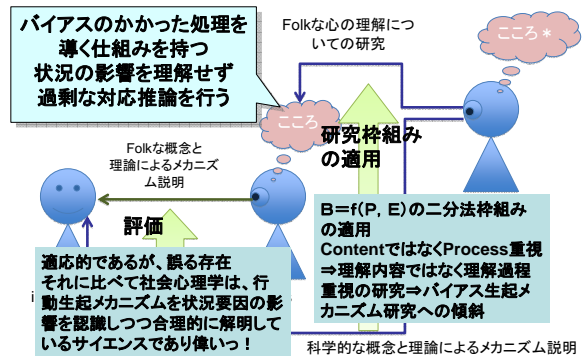 バイアスのかかった処理を
導く仕組みを持つ
状況の影響を理解せず
過剰な対応推論を行う
Folkな心の理解につ
いての研究
こころ*
こころ
研究枠組み
の適用
Folkな概念と
理論によるメカニズ
ム説明
評価
B=f(P, E)の二分法枠組み
の適用
ContentではなくProcess重視
⇒理解内容ではなく理解過程
重視の研究⇒バイアス生起メ
カニズム研究への傾斜
適応的であるが、誤る存在
それに比べて社会心理学は、行
動生起メカニズムを状況要因の影
響を認識しつつ合理的に解明して
いるサイエンスであり偉いっ!
科学的な概念と理論によるメカニズム説明